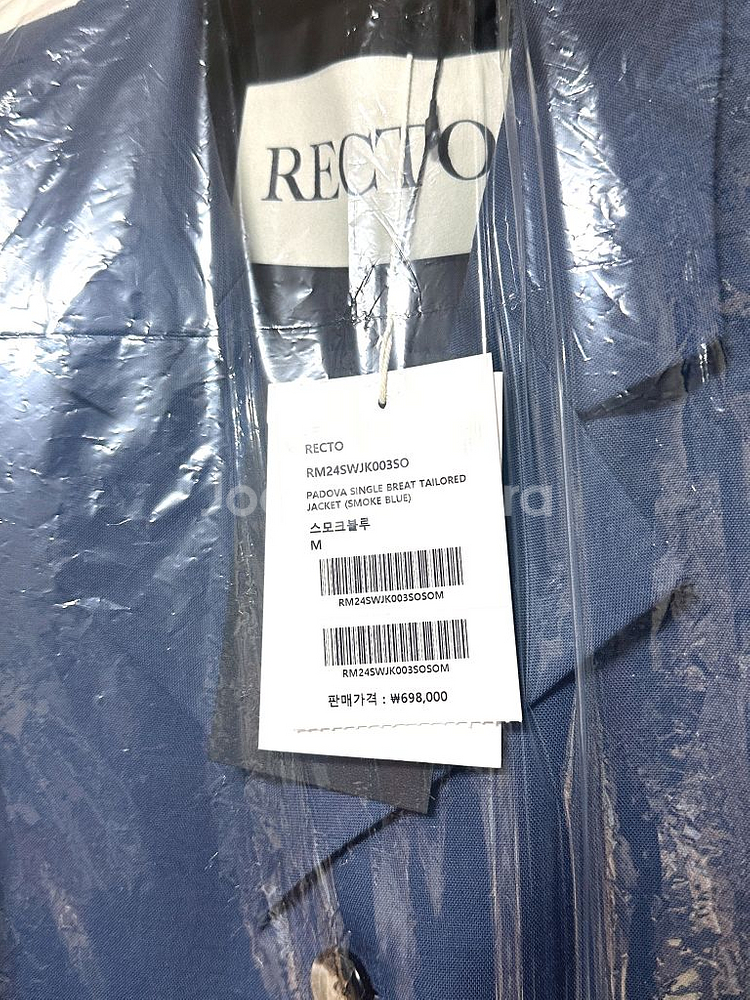 RECTO
RECTO
RM24SWJK003SO
PADOVA SINGLE BREAT TAILORED
JACKET (SMOKE BLUE)
스모크블루
M
RM24SWJK003SOSOM
RM24SWJK003SOSOM
판매가격 : ₩698,000